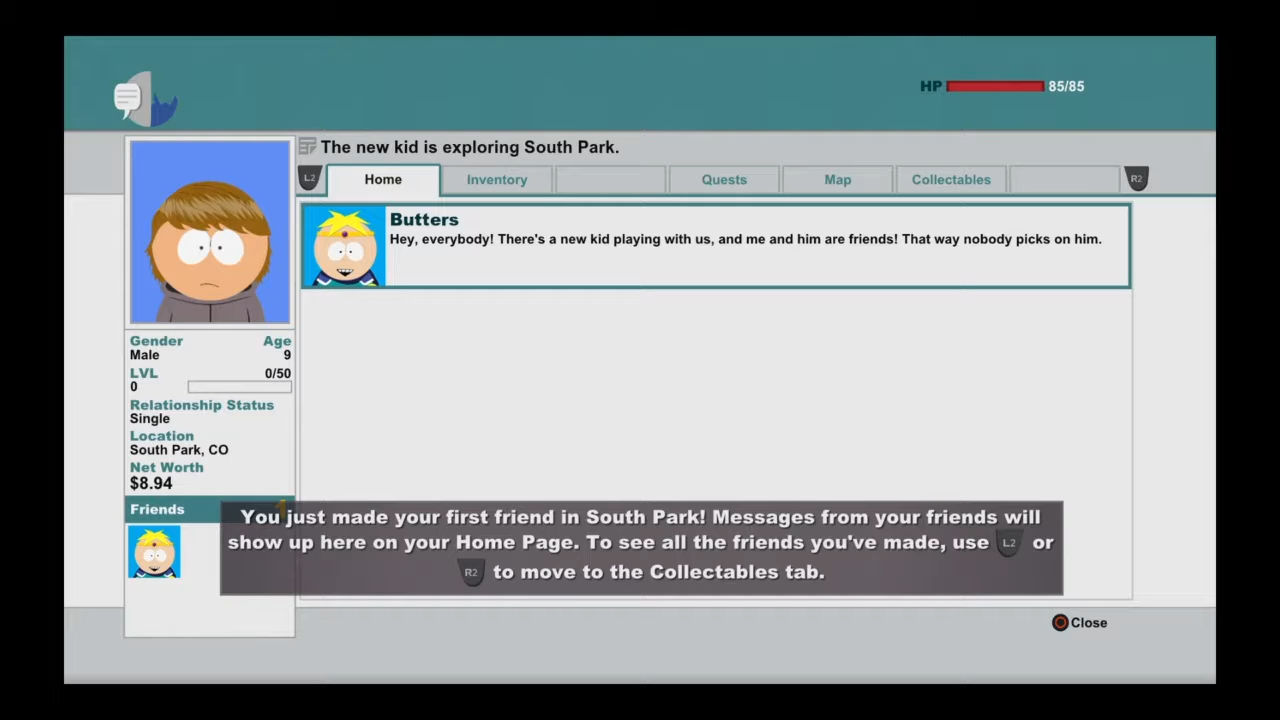 HP 85/85
The new kid is exploring South Park.
L2 Home Inventory Quests Map Collectables R2
Butters
Hey, everybody! There's a new kid playing with us, and me and him are friends! That way nobody picks on him.
Gender Age
Male 9
LVL 0/50
0
Relationship Status
Single
Location
South Park, CO
Net Worth
$8.94
Friends 1
You just made your first friend in South Park! Messages from your friends will
show up here on your Home Page. To see all the friends you've made, use L2 or
R2 to move to the Collectables tab.
Close